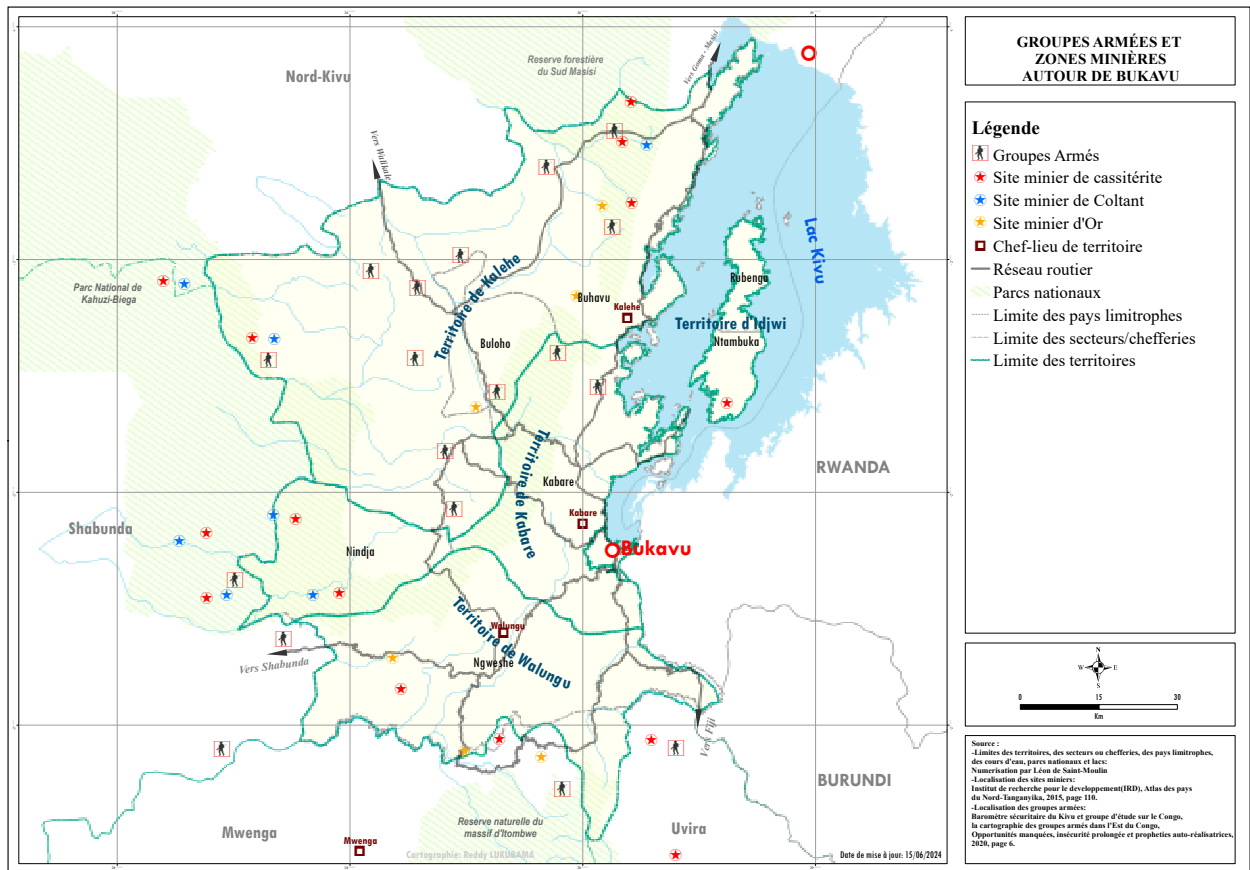 GROUPES ARMÉES ET
ZONES MINIÈRES
AUTOUR DE BUKAVU
Légende
Groupes Armés
Site minier de cassitérite
Site minier de Coltant
Site minier d'Or
Chef-lieu de territoire
Réseau routier
Parcs nationaux
Limite des pays limitrophes
Limite des secteurs/chefferies
Limite des territoires
N
W E
S
0 15 30
Km
Source :
-Limites des territoires, des secteurs ou chefferies, des pays limitrophes,
des cours d'eau, parcs nationaux et lacs:
Numerisation par Léon de Saint-Moulin
-Localisation des sites miniers:
Institut de recherche pour le developpement(IRD), Atlas des pays
du Nord-Tanganyika, 2015, page 110.
-Localisation des groupes armées:
Baromètre sécuritaire du Kivu et groupe d'étude sur le Congo,
la cartographie des groupes armés dans l'Est du Congo,
Opportunités manquées, insécurité prolongée et propheties auto-réalisatrices,
2020, page 6.
Nord-Kivu
Reserve forestière
du Sud Masisi
Vers Goma - Masisi
Vers Walikale
Lac Kivu
Parc National de
Kahuzi-Biega
Territoire de Kalehe
Buhavu
Kalehe
Rubenga
Territoire d'Idjwi
Ntambuka
Buloho
Territoire de Kabare
Kabare
Kabare
RWANDA
Shabunda
Nindja
Bukavu
Territoire de Walungu
Walungu
Ngweshe
Vers Shabunda
Vers Fiji
BURUNDI
Mwenga
Mwenga
Reserve naturelle du
massif d'Itombwe
Uvira
Cartographie: Reddy LUKUBAMA
Date de mise à jour: 15/06/2024